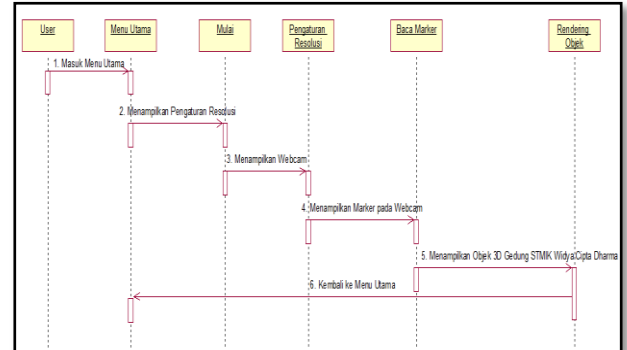 User
Menu Utama
Mulai
Pengaturan
Resolusi
Baca Marker
Rendering
Objek
1. Masuk Menu Utama
2. Menampilkan Pengaturan Resolusi
3. Menampilkan Webcam
4. Menampilkan Marker pada Webcam
5. Menampilkan Objek 3D Gedung STMIK Widya Cipta Dharma
6. Kembali ke Menu Utama